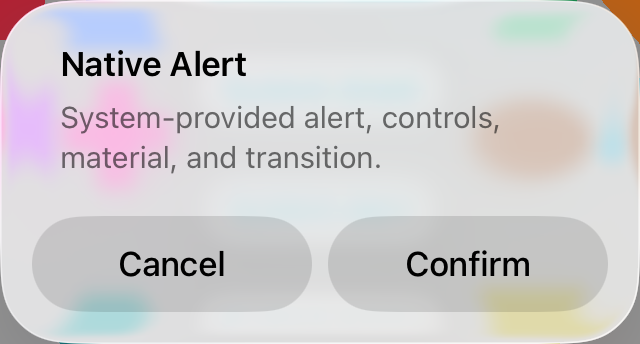 Native Alert
System-provided alert, controls,
material, and transition.
Cancel
Confirm